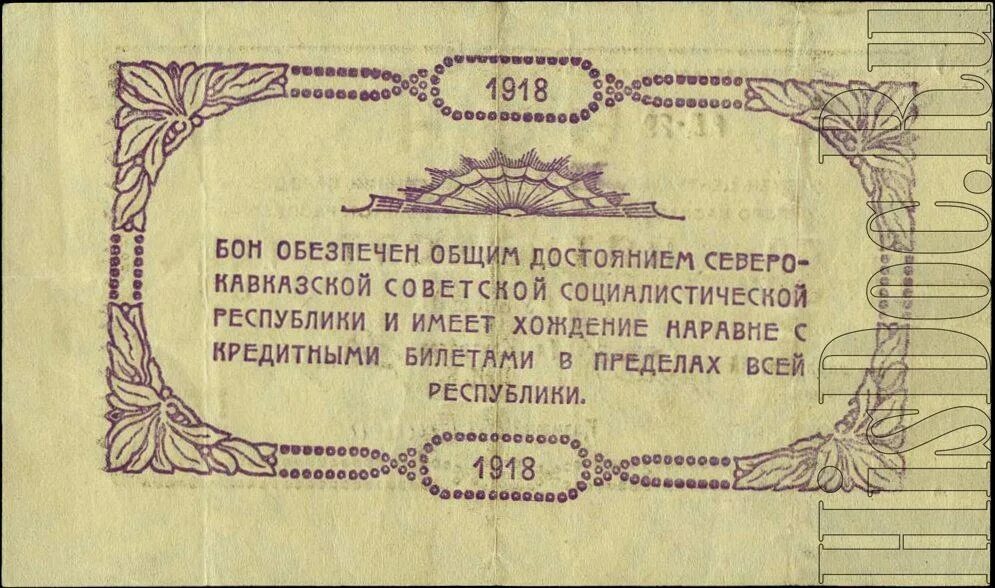 1918
БОН ОБЕЗПЕЧЕН ОБЩИМ ДОСТОЯНИЕМ СЕВЕРО-
КАВКАЗСКОЙ СОВЕТСКОЙ СОЦИАЛИСТИЧЕСКОЙ
РЕСПУБЛИКИ И ИМЕЕТ ХОЖДЕНИЕ НАРАВНЕ С
КРЕДИТНЫМИ БИЛЕТАМИ В ПРЕДЕЛАХ ВСЕЙ
РЕСПУБЛИКИ.
1918
HisDOC.Ru